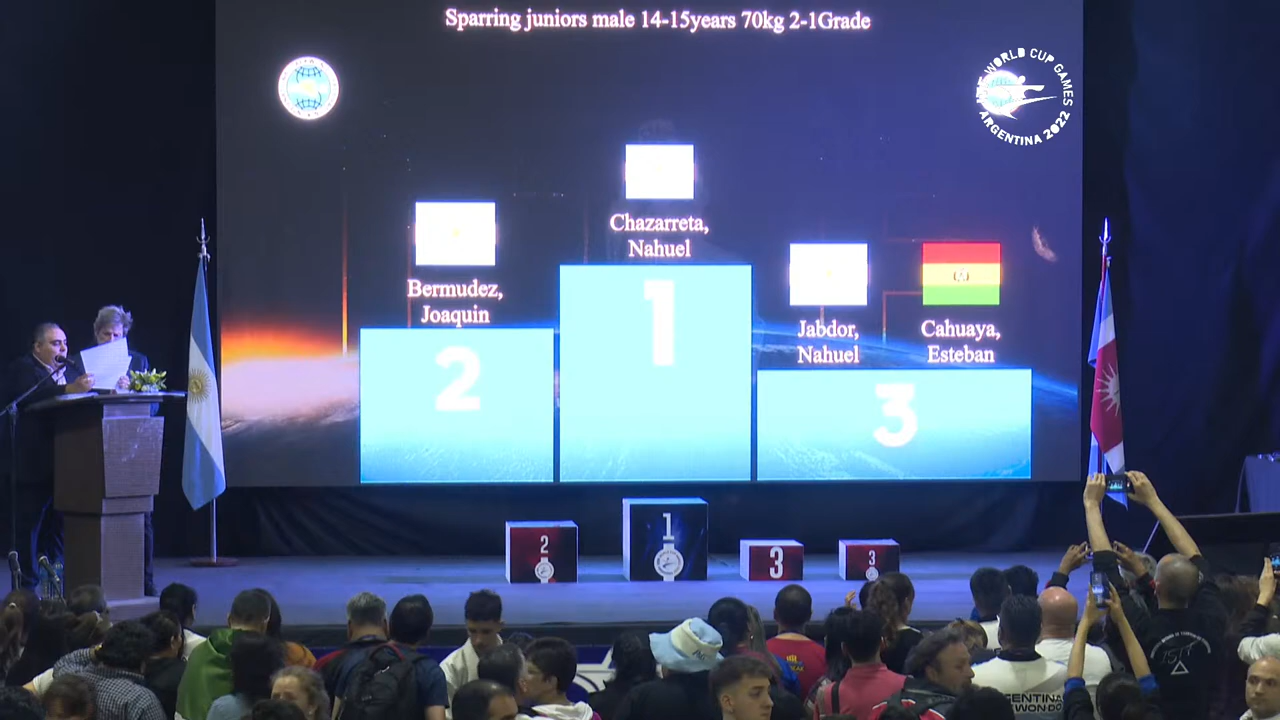 Sparring juniors male 14-15years 70kg 2-1Grade
WORLD CUP GAMES
ARGENTINA 2022
Chazarreta,
Nahuel
Bermudez,
Joaquin
Jabdor,
Nahuel
Cahuaya,
Esteban
1
2
3
2
1
3
3